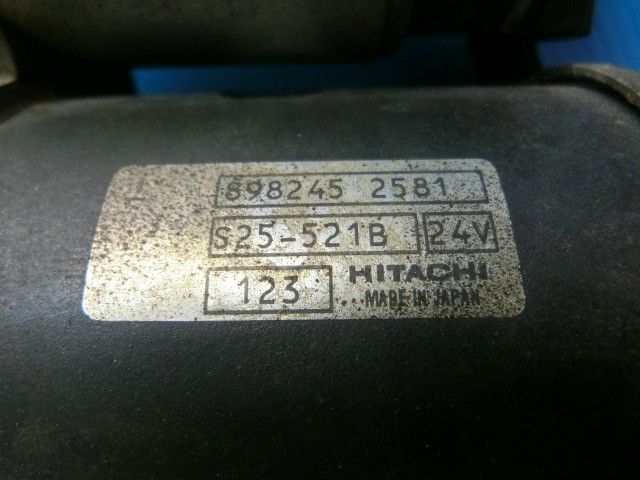 898245 2581
S25-521B 24V
123 HITACHI
MADE IN JAPAN